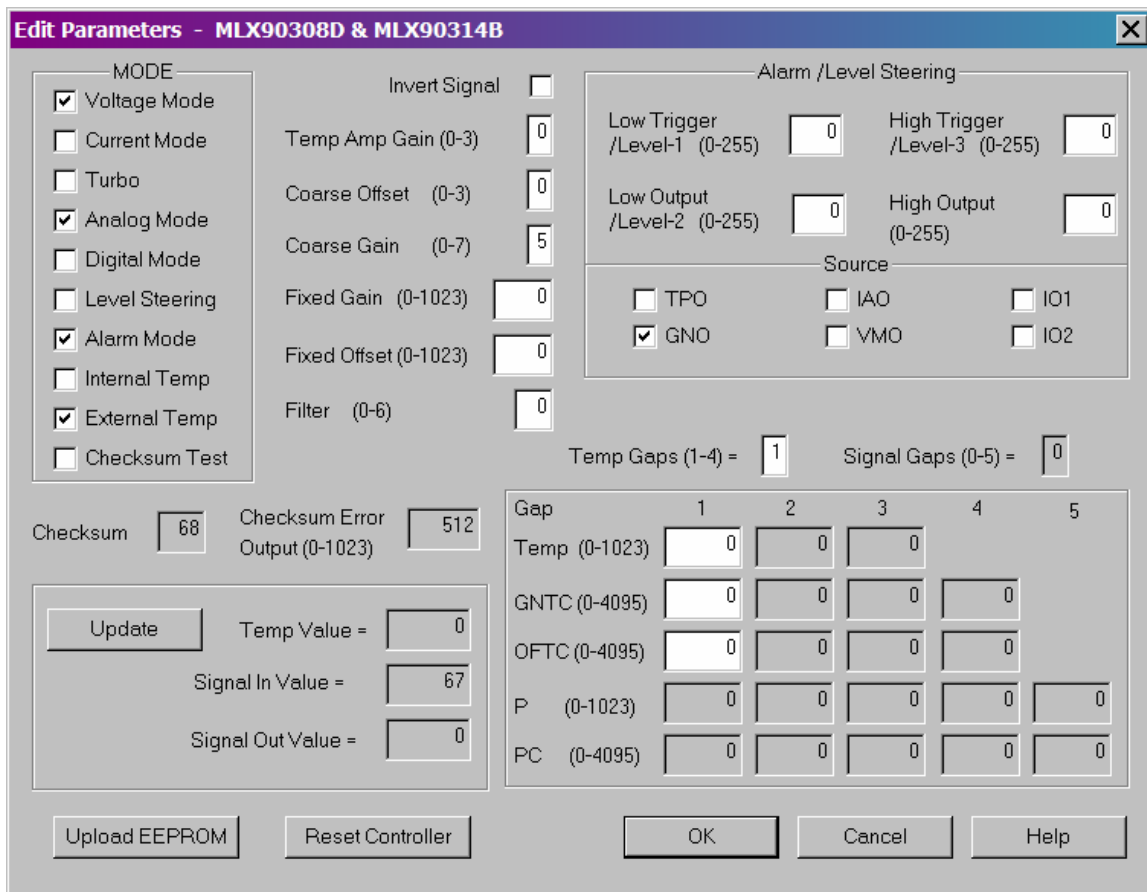 Edit Parameters - MLX90308D & MLX90314B
MODE
Voltage Mode
Current Mode
Turbo
Analog Mode
Digital Mode
Level Steering
Alarm Mode
Internal Temp
External Temp
Checksum Test
Invert Signal
Temp Amp Gain (0-3) 0
Coarse Offset (0-3) 0
Coarse Gain (0-7) 5
Fixed Gain (0-1023) 0
Fixed Offset (0-1023) 0
Filter (0-6) 0
Alarm /Level Steering
Low Trigger
/Level-1 (0-255) 0
High Trigger
/Level-3 (0-255) 0
Low Output
/Level-2 (0-255) 0
High Output
(0-255) 0
Source
TPO IAO IO1
GNO VMO IO2
Temp Gaps (1-4) = 1 Signal Gaps (0-5) = 0
Checksum 68
Checksum Error
Output (0-1023) 512
Update
Temp Value = 0
Signal In Value = 67
Signal Out Value = 0
Gap 1 2 3 4 5
Temp (0-1023) 0 0 0
GNTC (0-4095) 0 0 0 0
OFTC (0-4095) 0 0 0 0
P (0-1023) 0 0 0 0 0
PC (0-4095) 0 0 0 0 0
Upload EEPROM Reset Controller OK Cancel Help